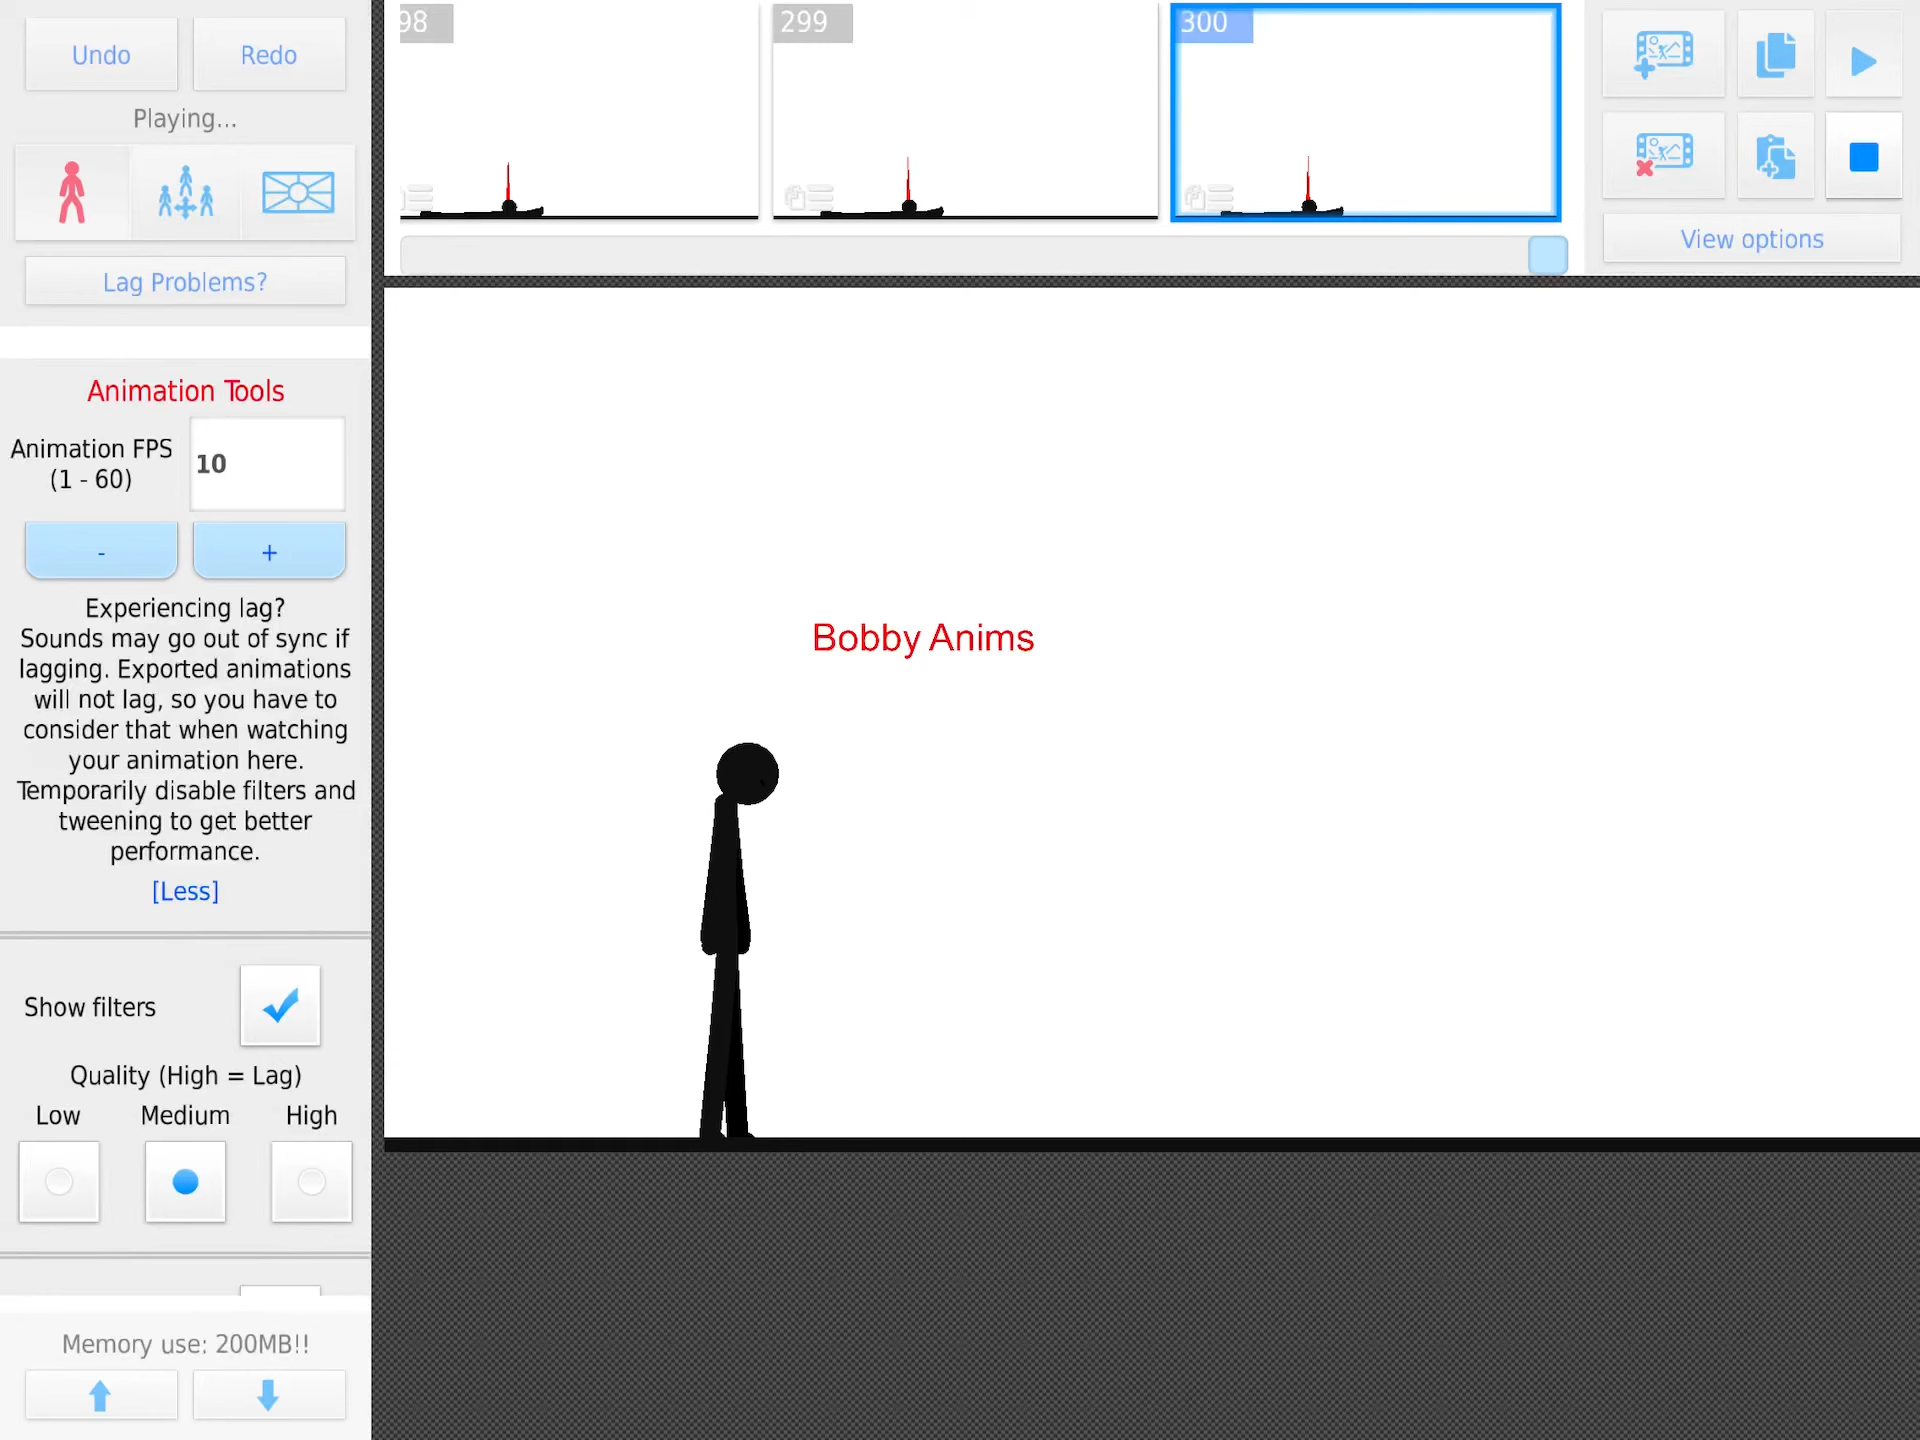 Undo
Redo
Playing...
Lag Problems?
98
299
300
View options
Animation Tools
Animation FPS
(1 - 60)
10
-
+
Experiencing lag?
Sounds may go out of sync if
lagging. Exported animations
will not lag, so you have to
consider that when watching
your animation here.
Temporarily disable filters and
tweening to get better
performance.
[Less]
Show filters
Quality (High = Lag)
Low
Medium
High
Memory use: 200MB!!
Bobby Anims